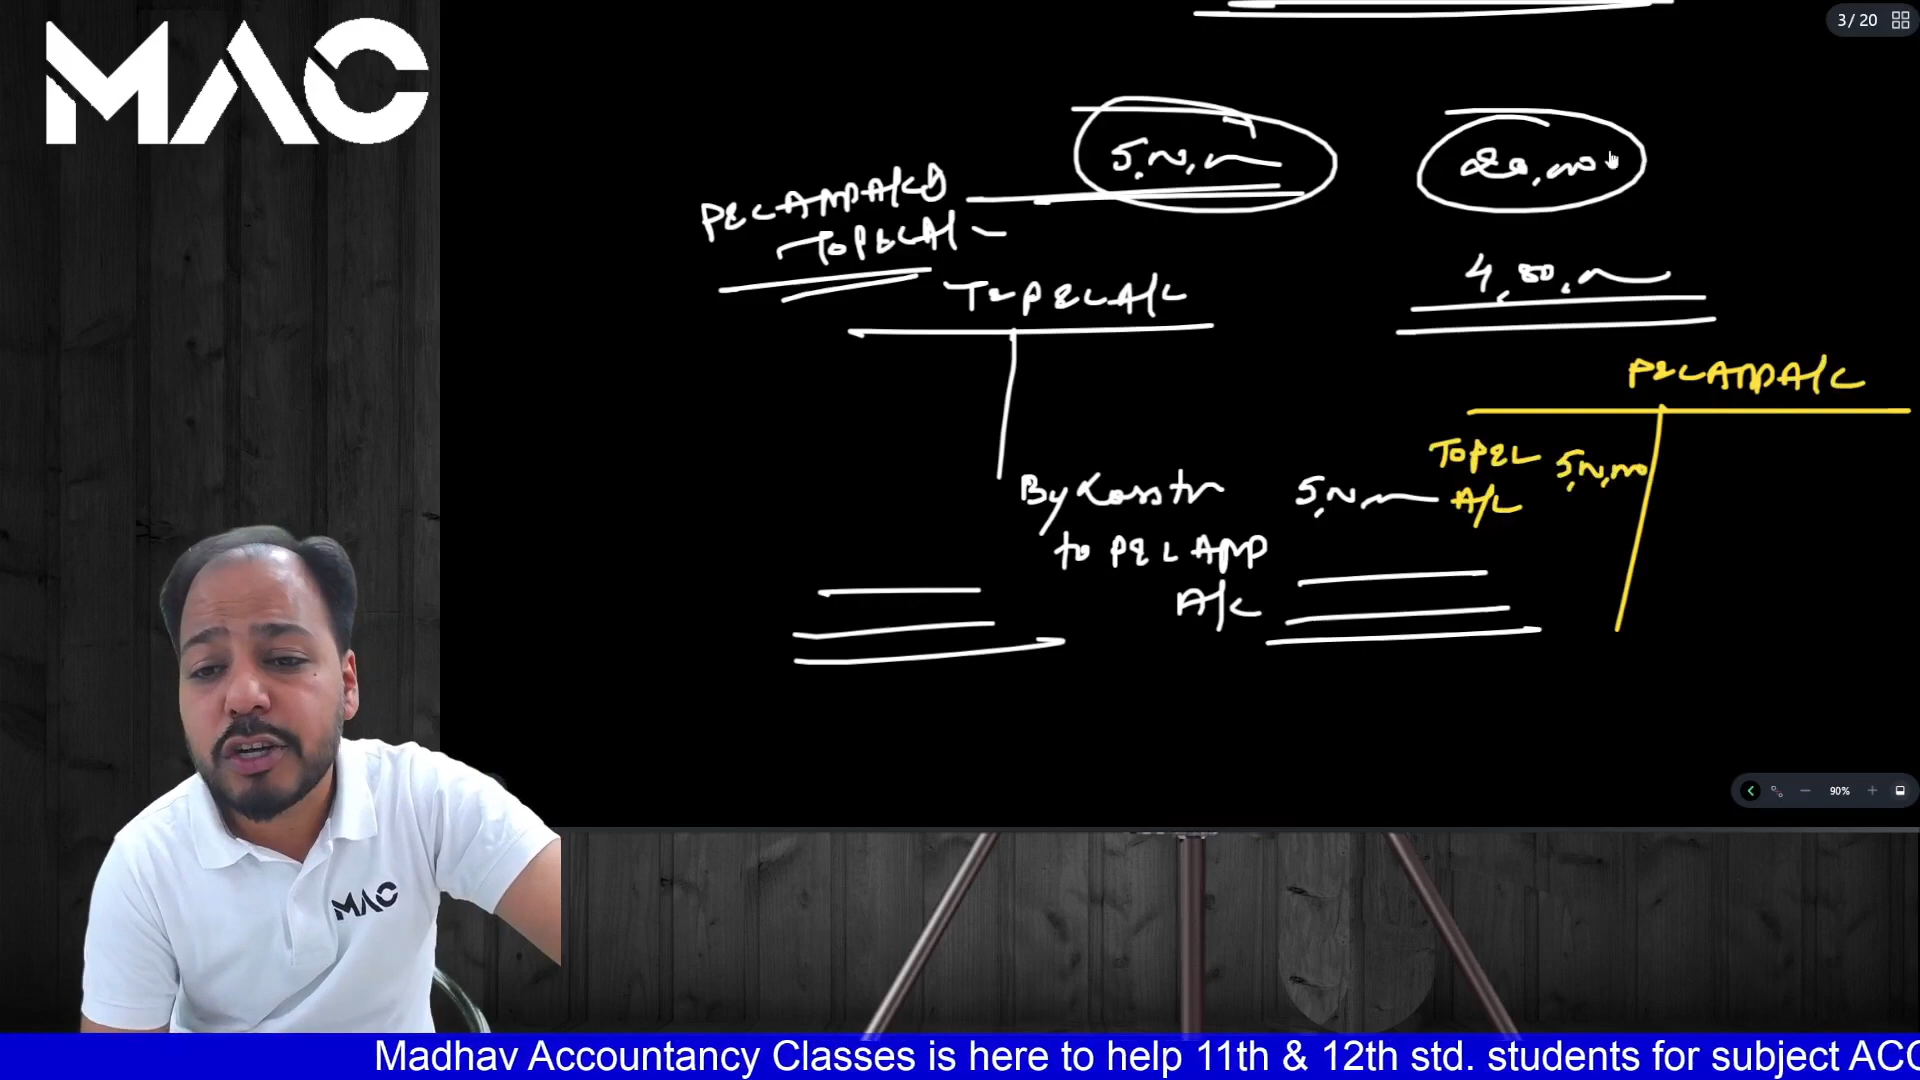 MAC
3 / 20
5,00,000
20,000
P&L APP A/C D
To P&L A/C
4,80,000
To P&L A/C
P&L APP A/C
To P&L 5,00,000
A/C
By Loss tr 5,00,000
to P&L APP
A/C
90%
MAC
Madhav Accountancy Classes is here to help 11th & 12th std. students for subject ACC